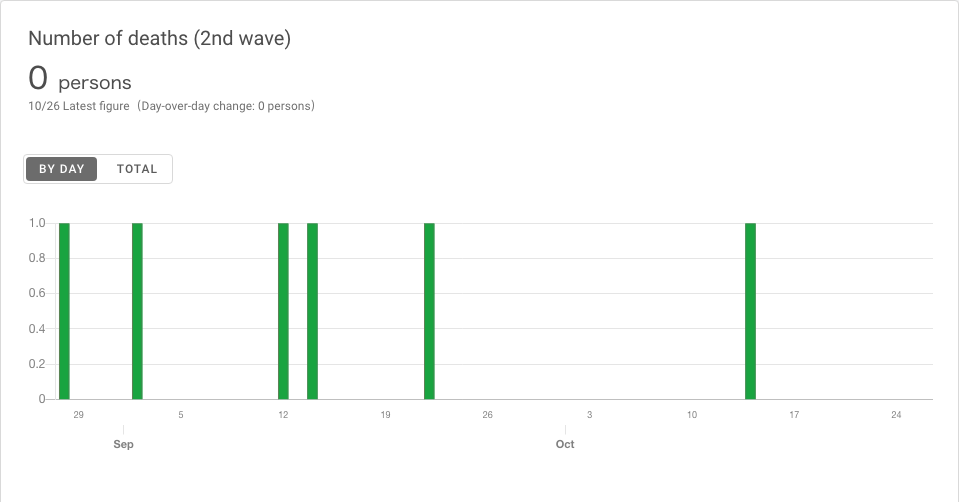 Number of deaths (2nd wave)
0 persons
10/26 Latest figure（Day-over-day change: 0 persons）
BY DAY TOTAL
1.0
0.8
0.6
0.4
0.2
0
29 5 12 19 26 3 10 17 24
Sep Oct